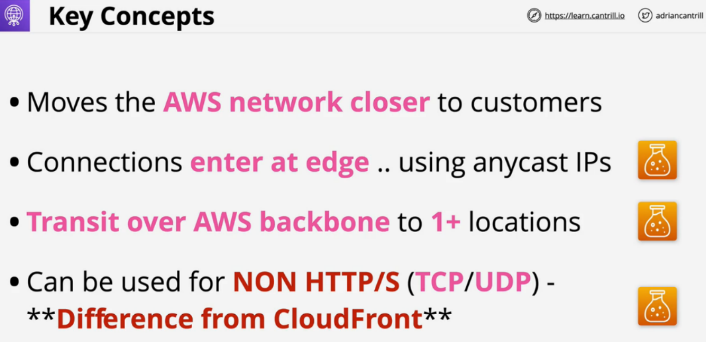 Key Concepts
https://learn.cantrill.io
adriancantrill
• Moves the AWS network closer to customers
• Connections enter at edge .. using anycast IPs
• Transit over AWS backbone to 1+ locations
• Can be used for NON HTTP/S (TCP/UDP) -
**Difference from CloudFront**